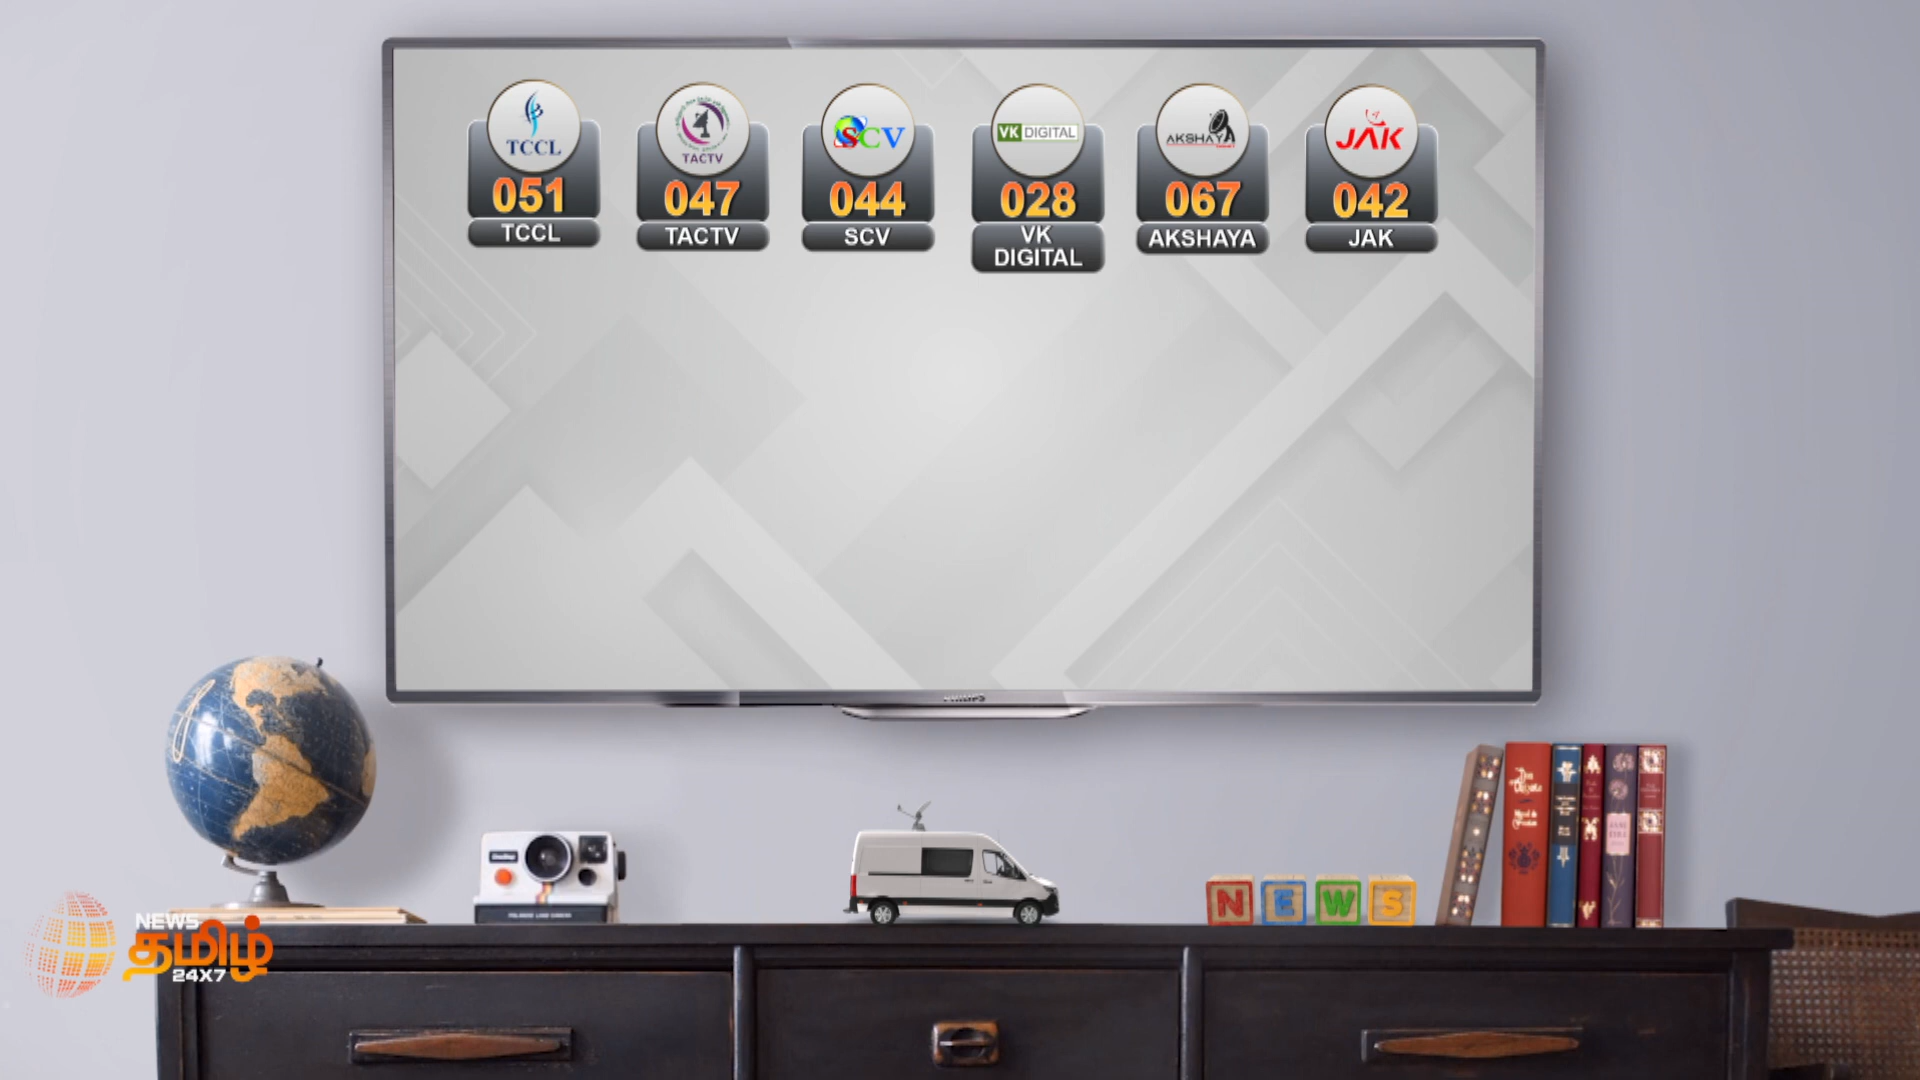 TCCL
051
TCCL
TACTV
047
TACTV
SCV
044
SCV
VK DIGITAL
028
VK
DIGITAL
AKSHAYA
067
AKSHAYA
JAK
042
JAK
PHILIPS
NEWS
NEWS
தமிழ்
24X7